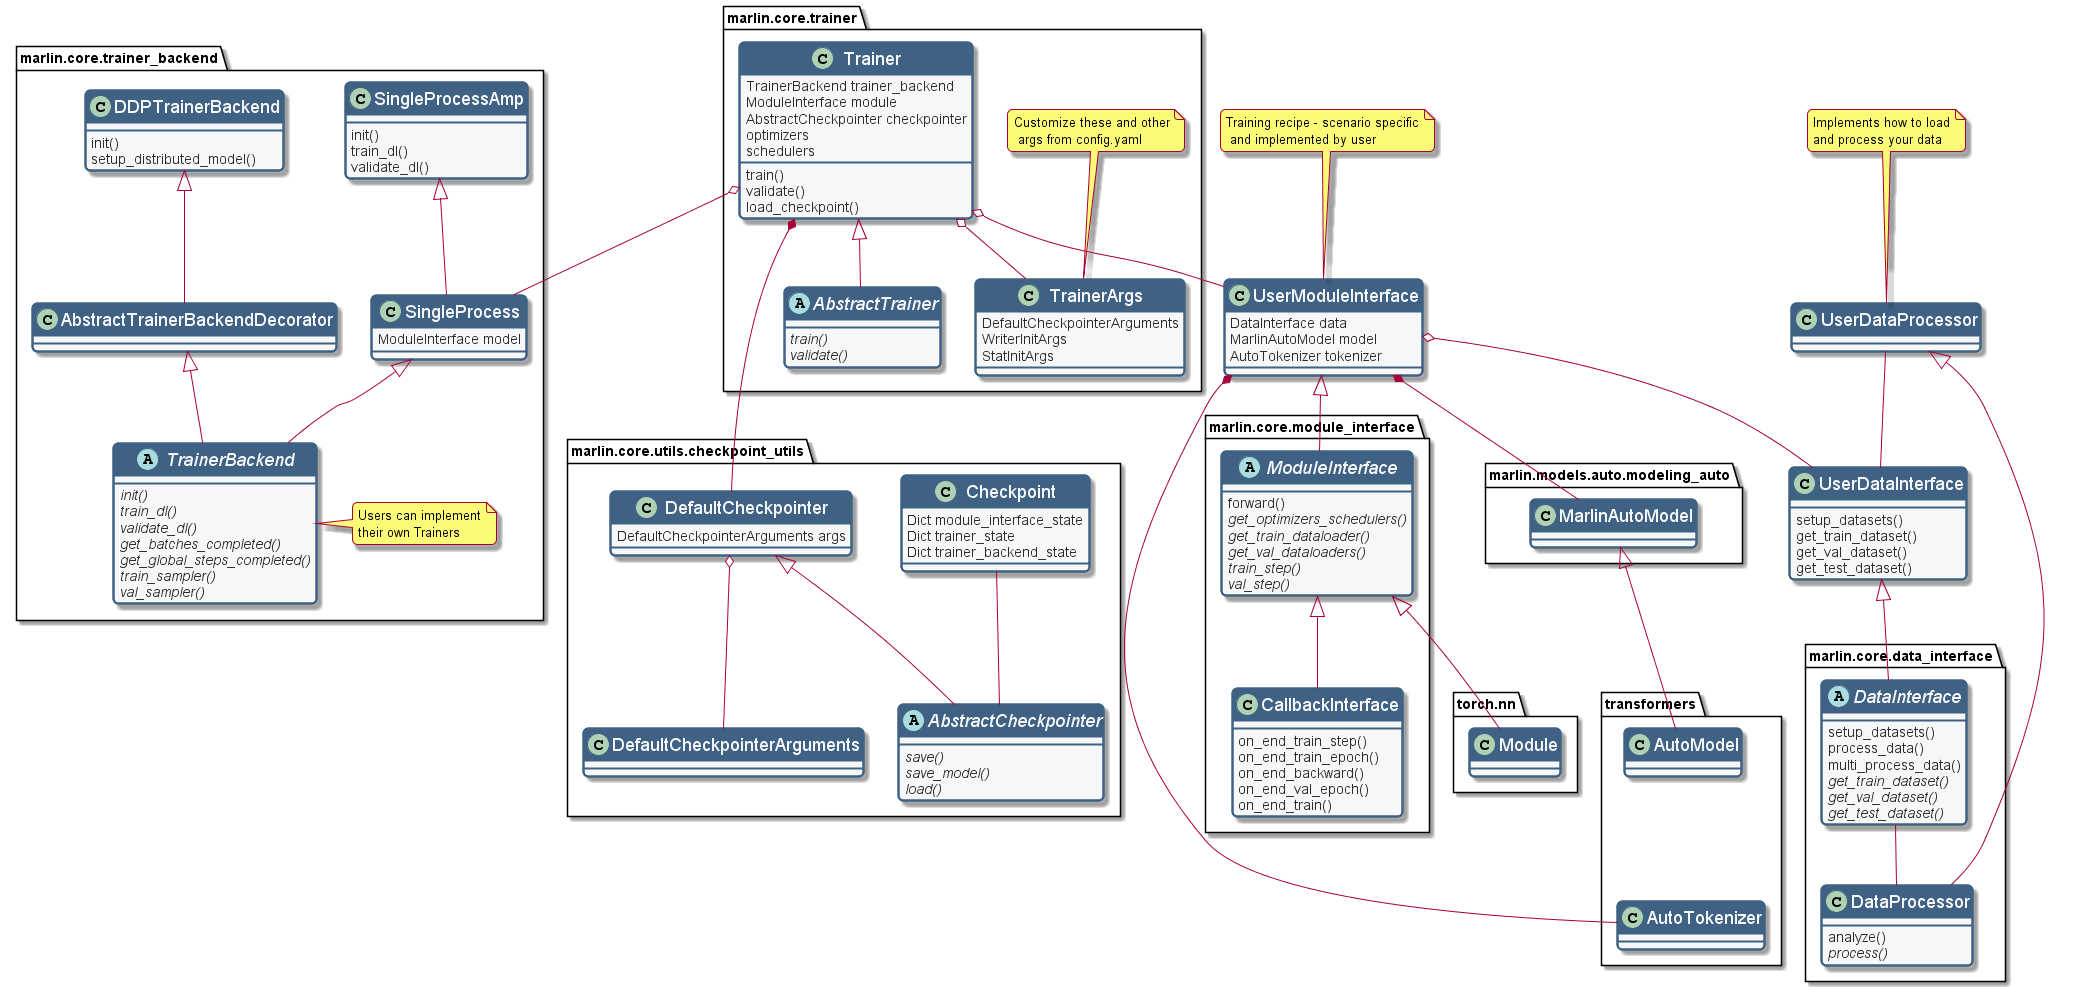 marlin.core.trainer_backend
C DDPTrainerBackend
init()
setup_distributed_model()
C SingleProcessAmp
init()
train_dl()
validate_dl()
C AbstractTrainerBackendDecorator
C SingleProcess
ModuleInterface model
A TrainerBackend
init()
train_dl()
validate_dl()
get_batches_completed()
get_global_steps_completed()
train_sampler()
val_sampler()
Users can implement
their own Trainers
marlin.core.trainer
C Trainer
TrainerBackend trainer_backend
ModuleInterface module
AbstractCheckpointer checkpointer
optimizers
schedulers
train()
validate()
load_checkpoint()
Customize these and other
args from config.yaml
A AbstractTrainer
train()
validate()
C TrainerArgs
DefaultCheckpointerArguments
WriterInitArgs
StatInitArgs
Training recipe - scenario specific
and implemented by user
C UserModuleInterface
DataInterface data
MarlinAutoModel model
AutoTokenizer tokenizer
Implements how to load
and process your data
C UserDataProcessor
marlin.core.utils.checkpoint_utils
C DefaultCheckpointer
DefaultCheckpointerArguments args
C Checkpoint
Dict module_interface_state
Dict trainer_state
Dict trainer_backend_state
C DefaultCheckpointerArguments
A AbstractCheckpointer
save()
save_model()
load()
marlin.core.module_interface
A ModuleInterface
forward()
get_optimizers_schedulers()
get_train_dataloader()
get_val_dataloaders()
train_step()
val_step()
C CallbackInterface
on_end_train_step()
on_end_train_epoch()
on_end_backward()
on_end_val_epoch()
on_end_train()
marlin.models.auto.modeling_auto
C MarlinAutoModel
torch.nn
C Module
transformers
C AutoModel
C AutoTokenizer
C UserDataInterface
setup_datasets()
get_train_dataset()
get_val_dataset()
get_test_dataset()
marlin.core.data_interface
A DataInterface
setup_datasets()
process_data()
multi_process_data()
get_train_dataset()
get_val_dataset()
get_test_dataset()
C DataProcessor
analyze()
process()